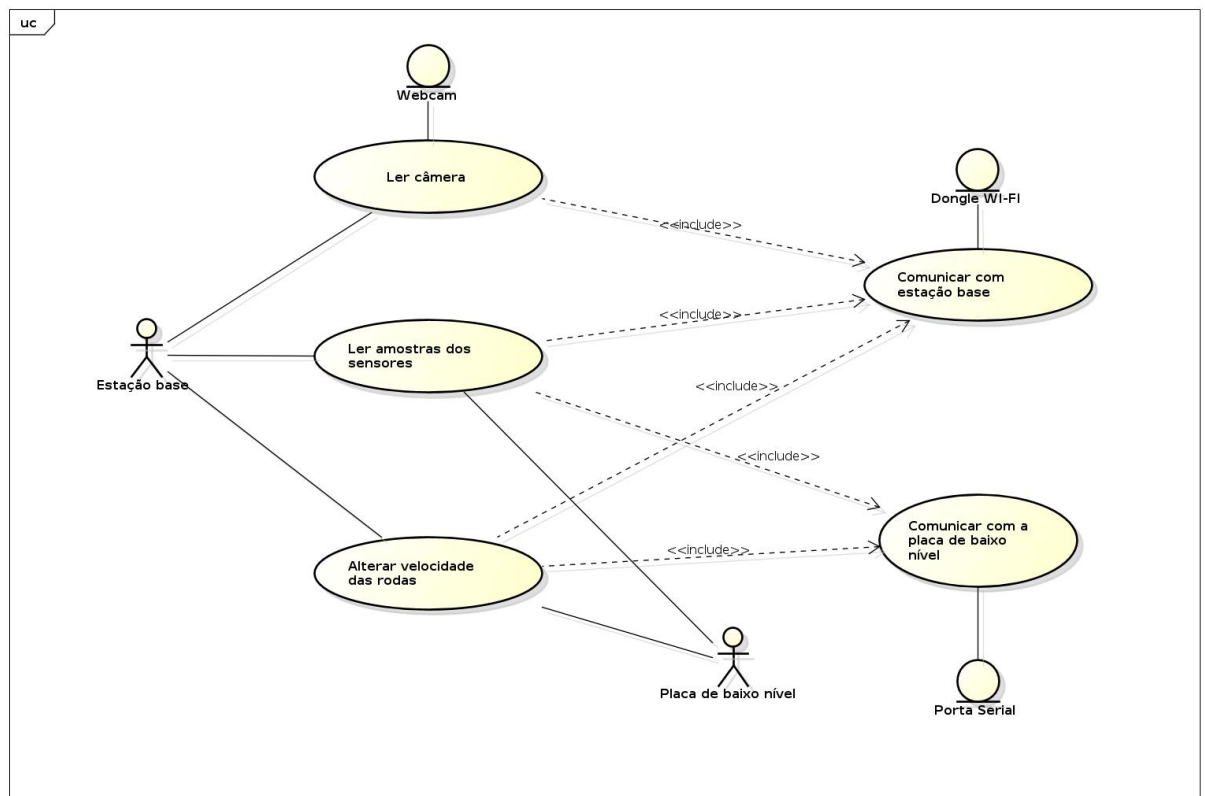 uc
Webcam
Ler câmera
Dongle WI-FI
<<include>>
Comunicar com
estação base
<<include>>
Estação base
Ler amostras dos
sensores
<<include>>
<<include>>
Comunicar com a
placa de baixo
nível
<<include>>
Alterar velocidade
das rodas
Placa de baixo nível
Porta Serial